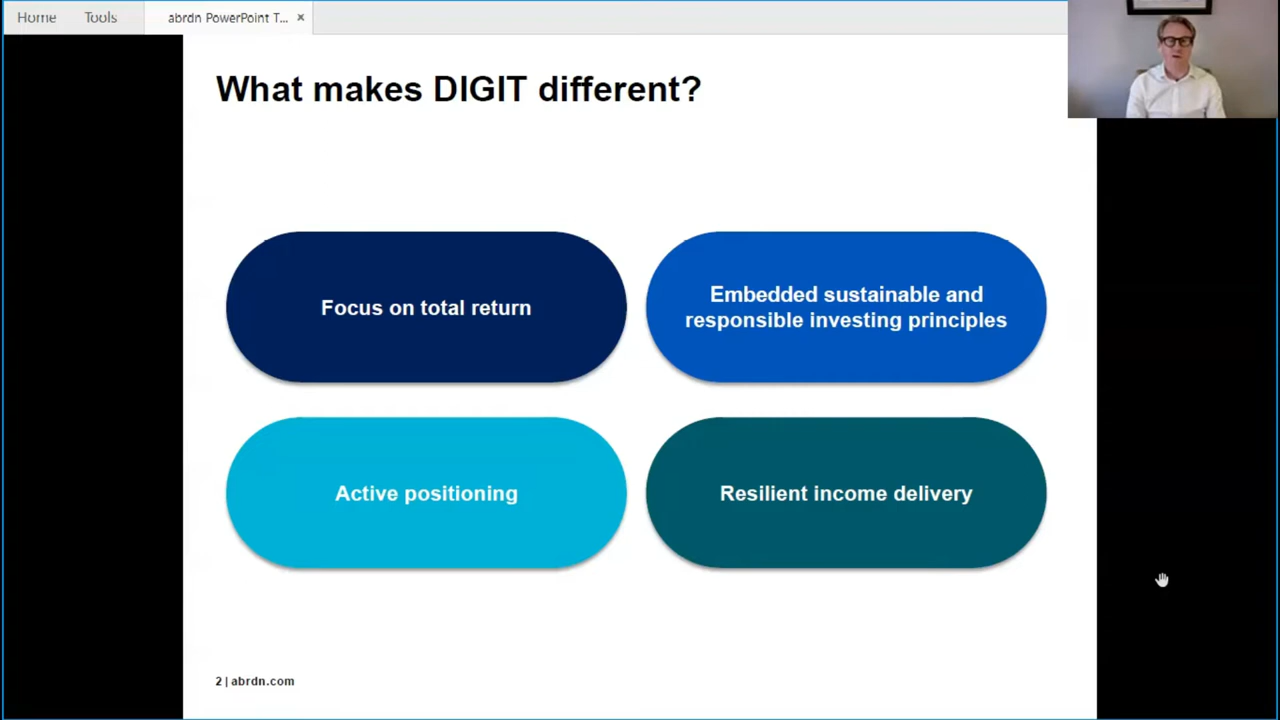 Home Tools abrdn PowerPoint T... ×
What makes DIGIT different?
Focus on total return
Embedded sustainable and
responsible investing principles
Active positioning
Resilient income delivery
2 | abrdn.com